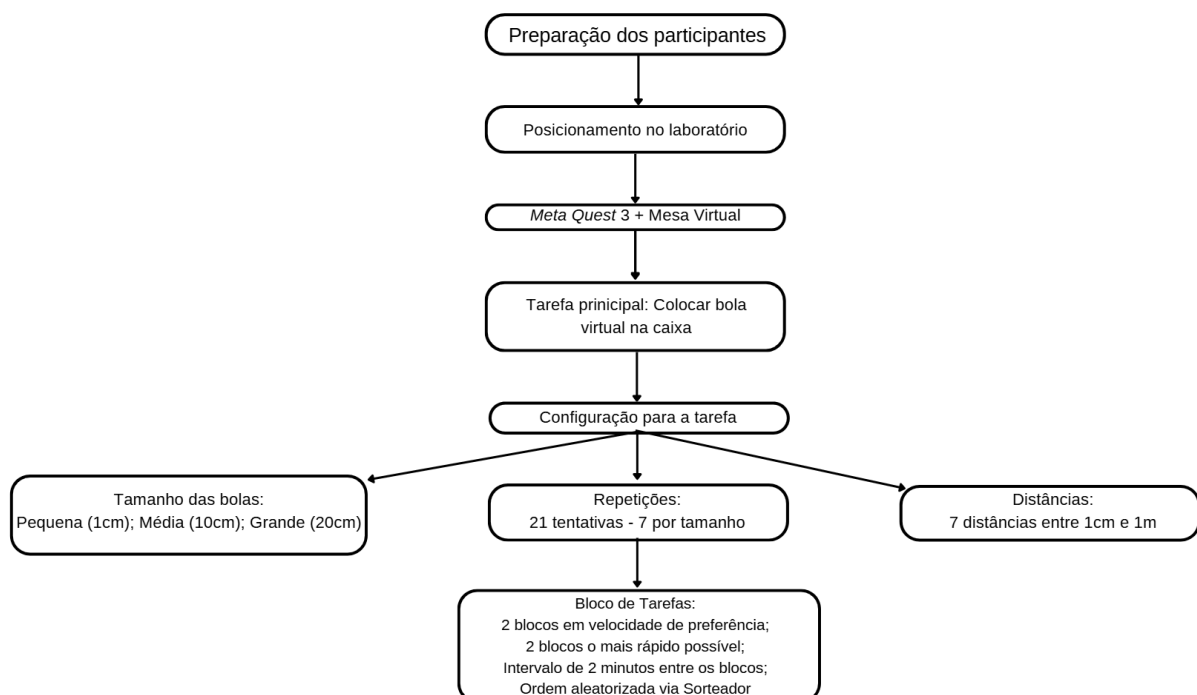 Preparação dos participantes
Posicionamento no laboratório
Meta Quest 3 + Mesa Virtual
Tarefa prinicipal: Colocar bola
virtual na caixa
Configuração para a tarefa
Tamanho das bolas:
Pequena (1cm); Média (10cm); Grande (20cm)
Repetições:
21 tentativas - 7 por tamanho
Distâncias:
7 distâncias entre 1cm e 1m
Bloco de Tarefas:
2 blocos em velocidade de preferência;
2 blocos o mais rápido possível;
Intervalo de 2 minutos entre os blocos;
Ordem aleatorizada via Sorteador